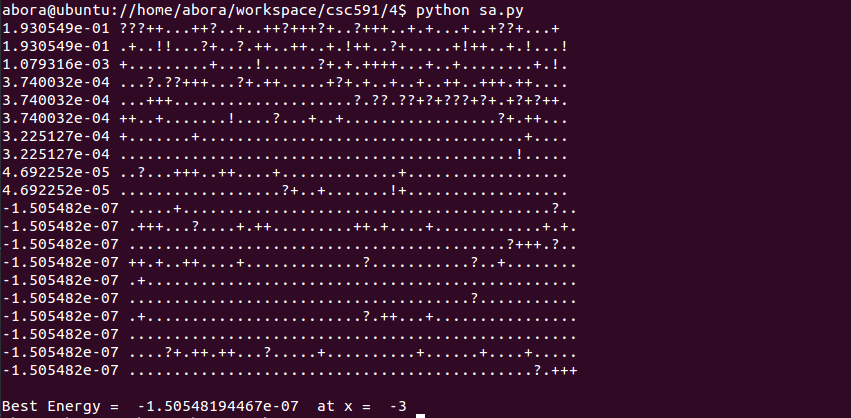 abora@ubuntu://home/abora/workspace/csc591/4$ python sa.py
1.930549e-01 ???++...++?..+..++?+++?+..?+++..+.+...+..+??+...+
1.930549e-01 .+..!!...?+..?.++..++..+.!++..?+.....+!++..+.!...!
1.079316e-03 +.........+....!......?+.+.++++...+..+........+.!.
3.740032e-04 ...?.??+++...?+.++.....+?+.+..+..+..++..+++.++....
3.740032e-04 ...+++....................?.??.??+?+???+?+.+?+?++.
3.740032e-04 ++..+.......!....?...+..+.................?+.++...
3.225127e-04 +.......+....................................+....
3.225127e-04 ............................................!.....
4.692252e-05 ..?...+++..++....+.............+..................
4.692252e-05 ..................?+..+.......!+..................
-1.505482e-07 .....+.........................................?..
-1.505482e-07 .+++...?....+.++.........++.+....+............+.+.
-1.505482e-07 ..........................................?+++.?..
-1.505482e-07 ++.+..++....+.............?...........?..+........
-1.505482e-07 .+................................................
-1.505482e-07 ......................................?...........
-1.505482e-07 .+........................?.++...+................
-1.505482e-07 ..................................................
-1.505482e-07 ....?+.++.++...?.....+..........+......+....+.....
-1.505482e-07 .............................................?.+++
Best Energy =  -1.50548194467e-07  at x =  -3